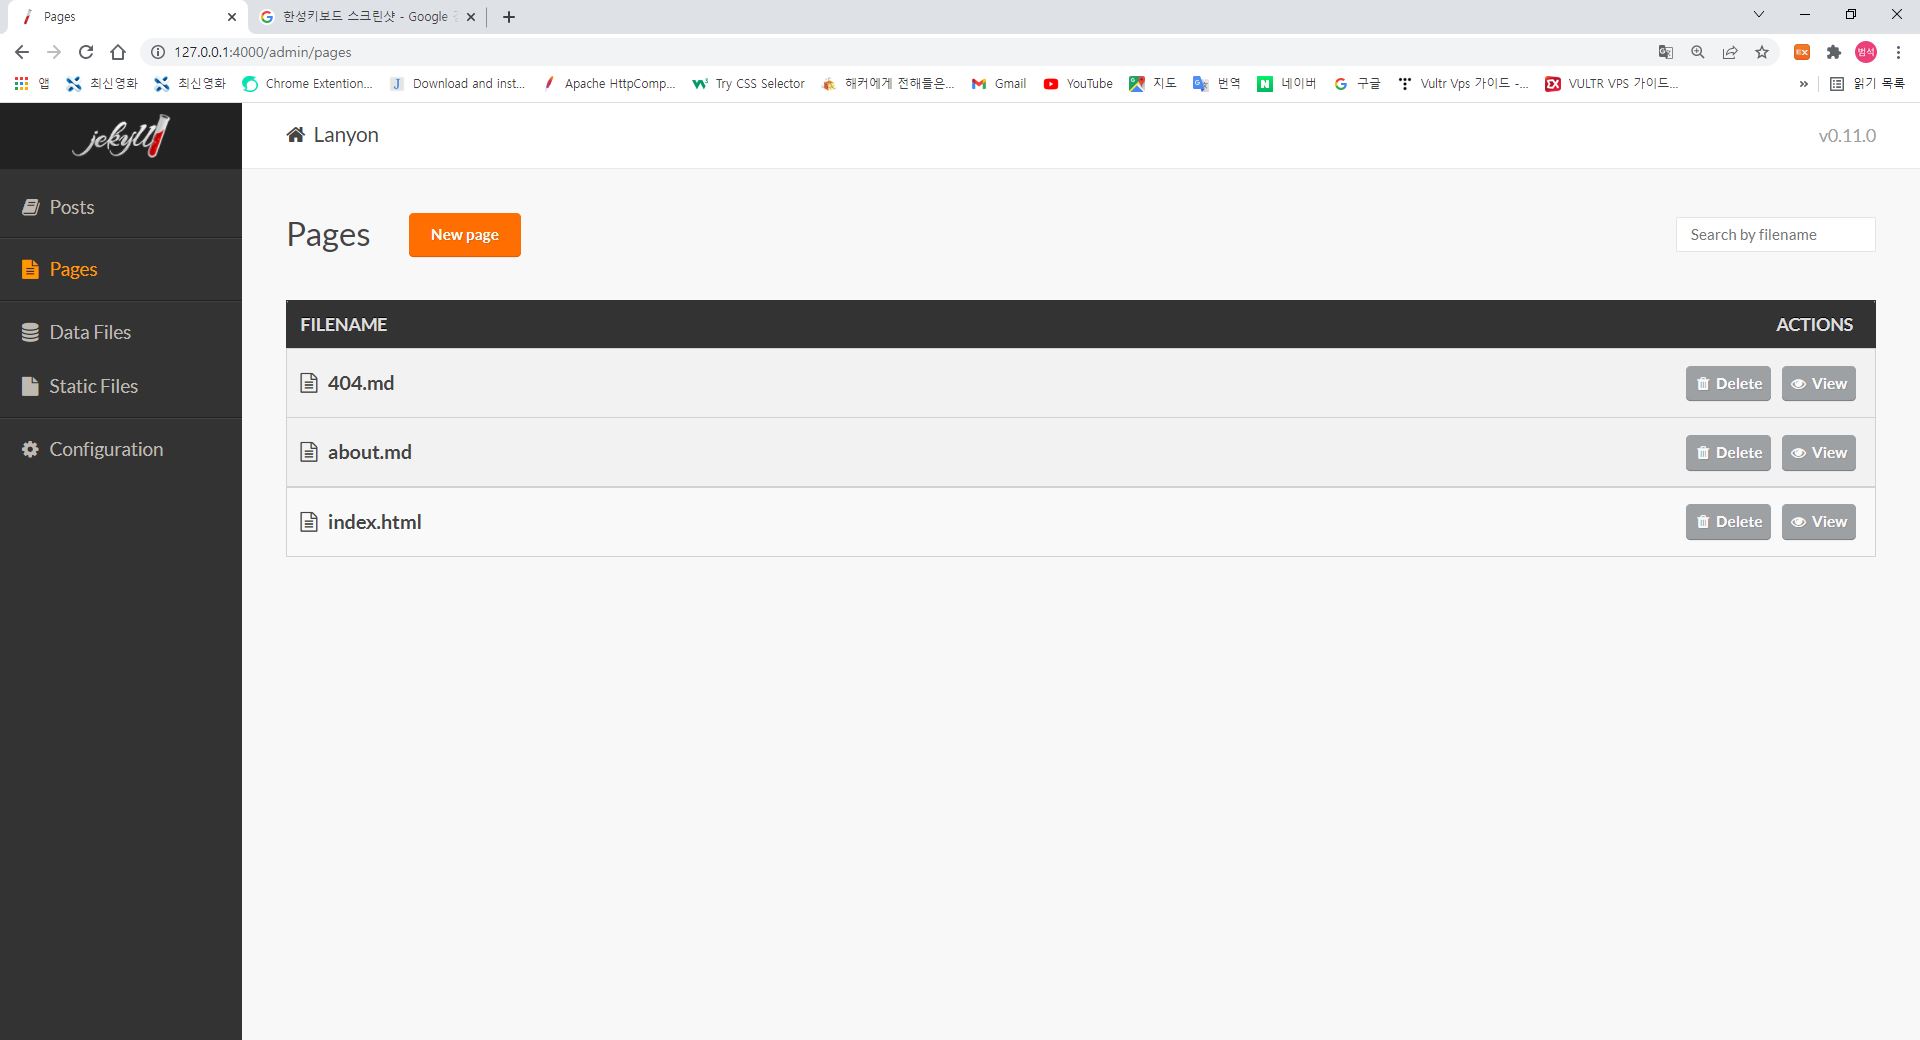 Pages
한성키보드 스크린샷 - Google
127.0.0.1:4000/admin/pages
범석
앱 최신영화 최신영화 Chrome Extention... Download and inst... Apache HttpComp... Try CSS Selector 해커에게 전해들은... Gmail YouTube 지도 번역 네이버 구글 Vultr Vps 가이드 -... VULTR VPS 가이드... » 읽기 목록
jekyll
Lanyon
v0.11.0
Posts
Pages
Data Files
Static Files
Configuration
Pages
New page
Search by filename
FILENAME ACTIONS
404.md Delete View
about.md Delete View
index.html Delete View